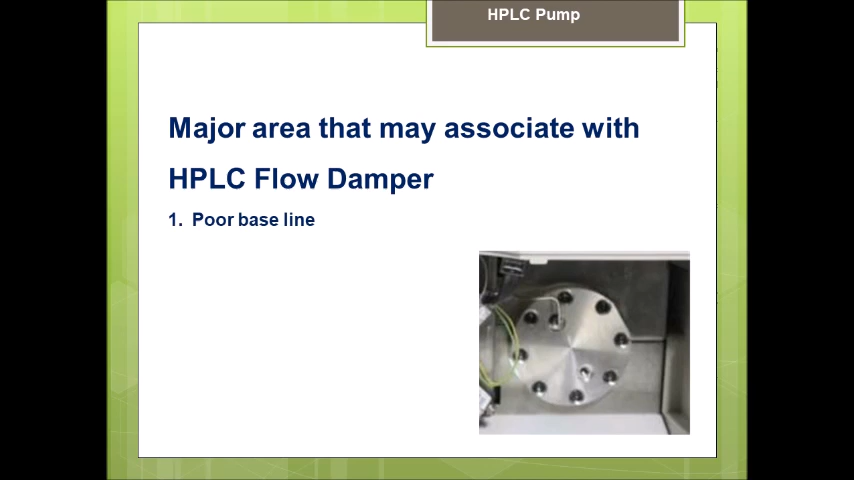 HPLC Pump
Major area that may associate with
HPLC Flow Damper
1. Poor base line